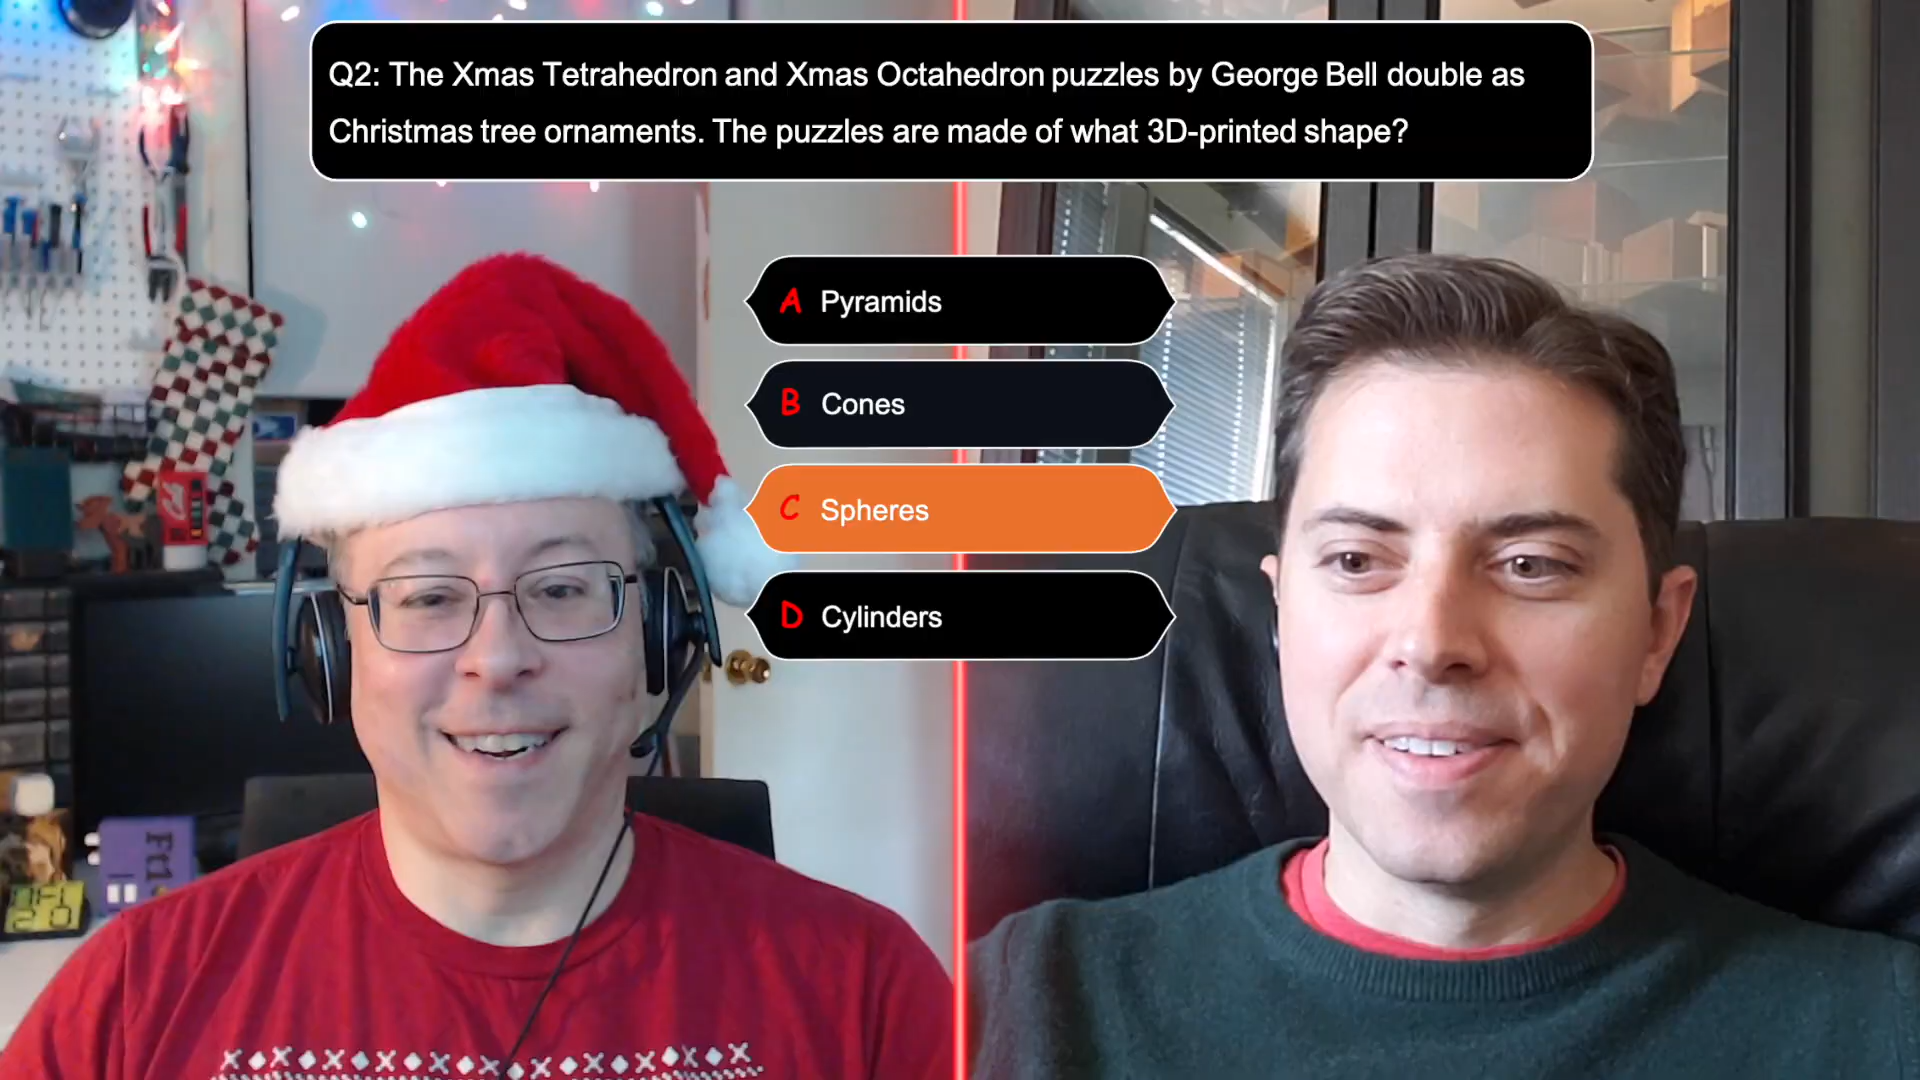 Q2: The Xmas Tetrahedron and Xmas Octahedron puzzles by George Bell double as
Christmas tree ornaments. The puzzles are made of what 3D-printed shape?
A Pyramids
B Cones
C Spheres
D Cylinders